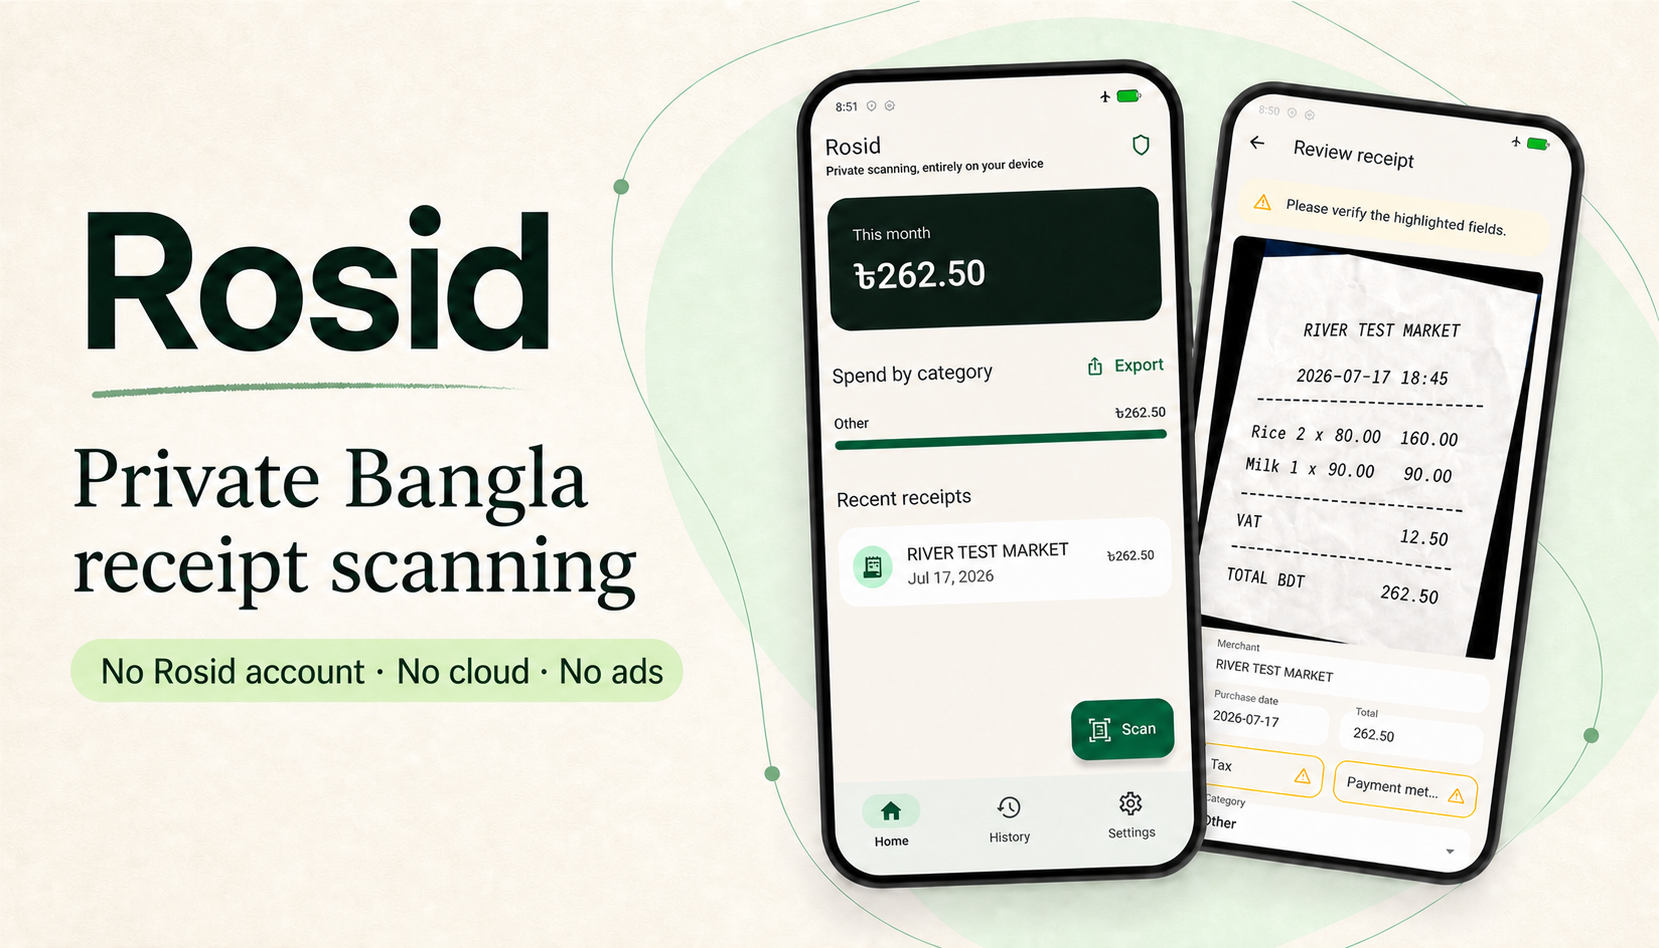 Rosid
Private Bangla
receipt scanning
No Rosid account · No cloud · No ads
8:51
Rosid
Private scanning, entirely on your device
This month
৳262.50
Spend by category
Export
Other
৳262.50
Recent receipts
RIVER TEST MARKET
৳262.50
Jul 17, 2026
Scan
Home
History
Settings
8:50
Review receipt
Please verify the highlighted fields.
RIVER TEST MARKET
2026-07-17 18:45
Rice 2 x 80.00 160.00
Milk 1 x 90.00 90.00
VAT 12.50
TOTAL BDT 262.50
Merchant
RIVER TEST MARKET
Purchase date
2026-07-17
Total
262.50
Tax
Payment met...
Category
Other